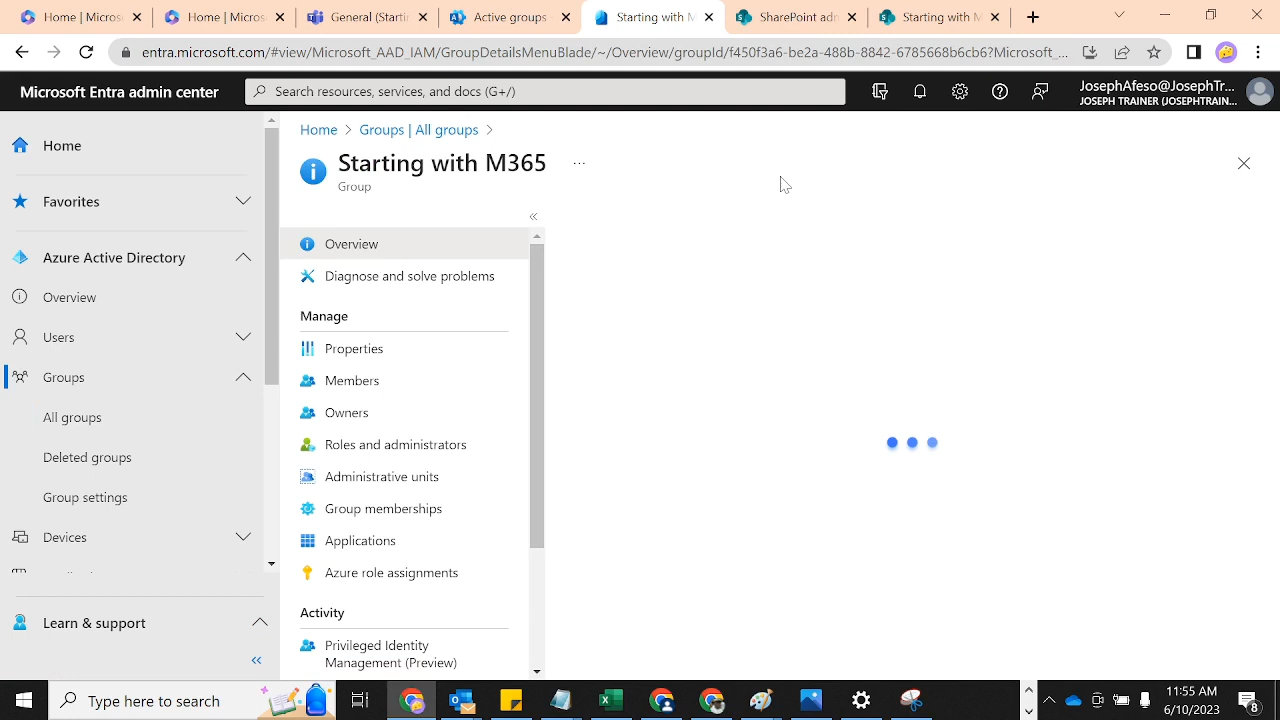 Home | Micros
Home | Micros
General (Startin
Active groups
Starting with M
SharePoint adn
Starting with M
entra.microsoft.com/#view/Microsoft_AAD_IAM/GroupDetailsMenuBlade/~/Overview/groupId/f450f3a6-be2a-488b-8842-6785668b6cb6?Microsoft_...
Microsoft Entra admin center
Search resources, services, and docs (G+/)
JosephAfeso@JosephTr...
JOSEPH TRAINER (JOSEPHTRAIN...
Home
Favorites
Azure Active Directory
Overview
Users
Groups
All groups
Deleted groups
Group settings
Devices
Learn & support
Home > Groups | All groups >
Starting with M365
...
Group
Overview
Diagnose and solve problems
Manage
Properties
Members
Owners
Roles and administrators
Administrative units
Group memberships
Applications
Azure role assignments
Activity
Privileged Identity
Management (Preview)
Type here to search
11:55 AM
6/10/2023
8